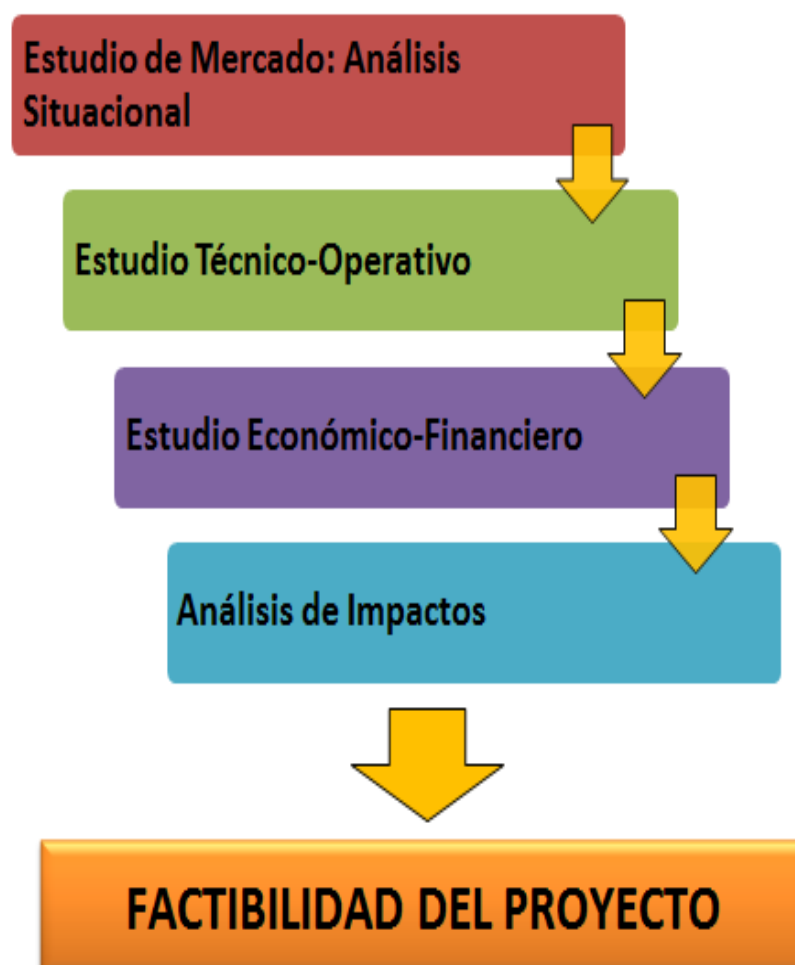 Estudio de Mercado: Análisis
Situacional
Estudio Técnico-Operativo
Estudio Económico-Financiero
Análisis de Impactos
FACTIBILIDAD DEL PROYECTO